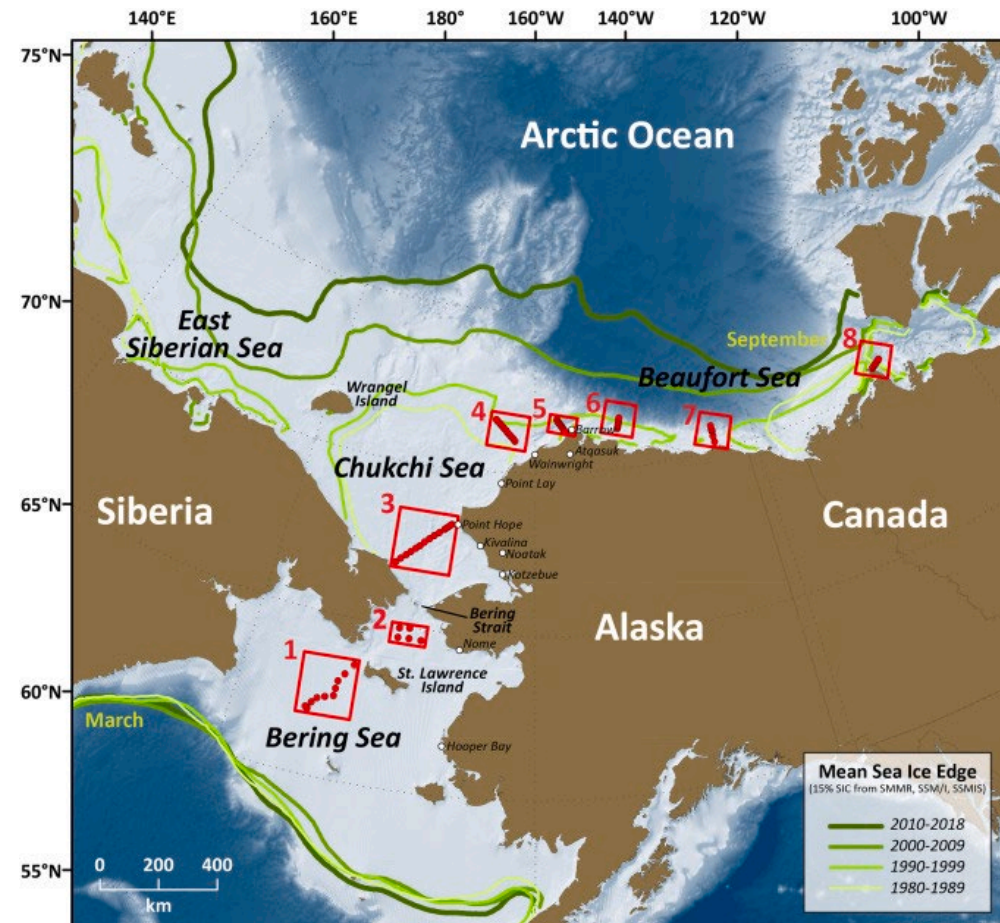 140°E 160°E 180° 160°W 140°W 120°W 100°W
75°N
70°N
65°N
60°N
55°N
Arctic Ocean
East
Siberian Sea
September
8
Beaufort Sea
Wrangel
Island
4
5
6
7
Barrow
Atqasuk
Wainwright
Chukchi Sea
Point Lay
Siberia
Canada
3
Point Hope
Kivalina
Noatak
Kotzebue
Bering
Strait
Alaska
2
Nome
1
St. Lawrence
Island
March
Bering Sea
Hooper Bay
Mean Sea Ice Edge
(15% SIC from SMMR, SSM/I, SSMIS)
2010-2018
2000-2009
1990-1999
1980-1989
0 200 400
km